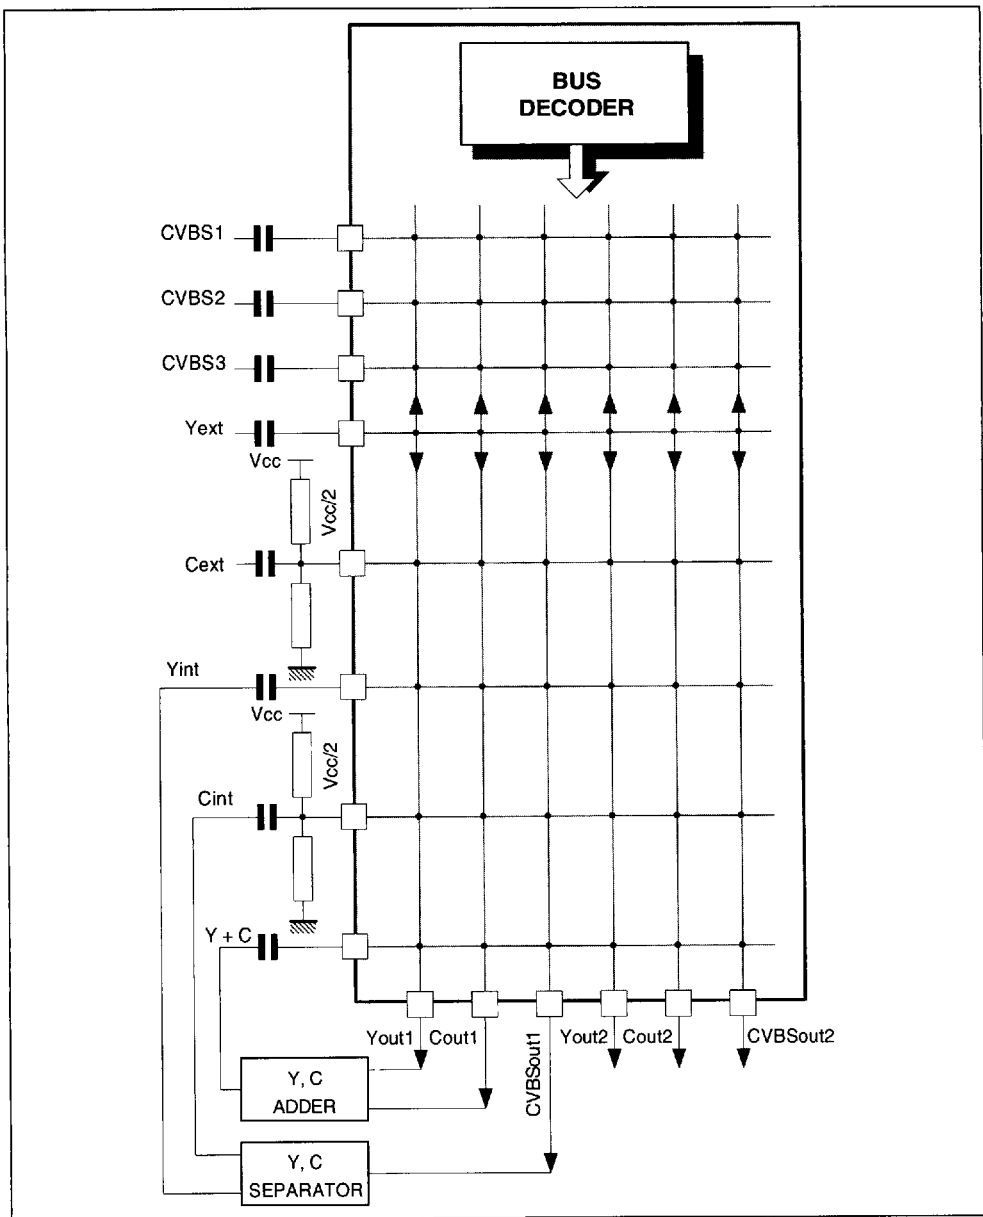 BUS
DECODER
CVBS1
CVBS2
CVBS3
Yext
Vcc
Vcc/2
Cext
Yint
Vcc
Vcc/2
Cint
Y + C
Yout1
Cout1
CVBSout1
Yout2
Cout2
CVBSout2
Y, C
ADDER
Y, C
SEPARATOR